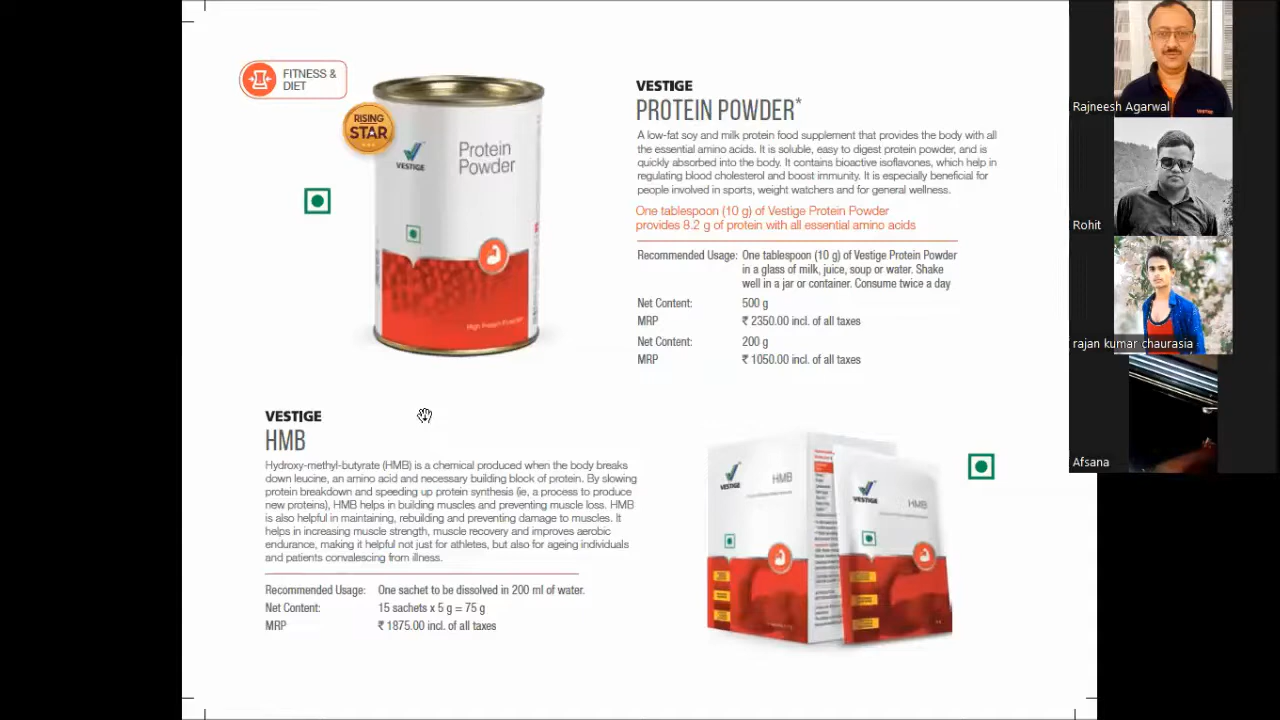 FITNESS &
DIET
RISING
STAR
VESTIGE
Protein
Powder
High Protein Powder
VESTIGE
PROTEIN POWDER*
A low-fat soy and milk protein food supplement that provides the body with all
the essential amino acids. It is soluble, easy to digest protein powder, and is
quickly absorbed into the body. It contains bioactive isoflavones, which help in
regulating blood cholesterol and boost immunity. It is especially beneficial for
people involved in sports, weight watchers and for general wellness.
One tablespoon (10 g) of Vestige Protein Powder
provides 8.2 g of protein with all essential amino acids
Recommended Usage: One tablespoon (10 g) of Vestige Protein Powder
in a glass of milk, juice, soup or water. Shake
well in a jar or container. Consume twice a day
Net Content: 500 g
MRP ₹ 2350.00 incl. of all taxes
Net Content: 200 g
MRP ₹ 1050.00 incl. of all taxes
VESTIGE
HMB
Hydroxy-methyl-butyrate (HMB) is a chemical produced when the body breaks
down leucine, an amino acid and necessary building block of protein. By slowing
protein breakdown and speeding up protein synthesis (ie, a process to produce
new proteins), HMB helps in building muscles and preventing muscle loss. HMB
is also helpful in maintaining, rebuilding and preventing damage to muscles. It
helps in increasing muscle strength, muscle recovery and improves aerobic
endurance, making it helpful not just for athletes, but also for ageing individuals
and patients convalescing from illness.
Recommended Usage: One sachet to be dissolved in 200 ml of water.
Net Content: 15 sachets x 5 g = 75 g
MRP ₹ 1875.00 incl. of all taxes
VESTIGE
HMB
VESTIGE
HMB
Rajneesh Agarwal
Rohit
rajan kumar chaurasia
Afsana